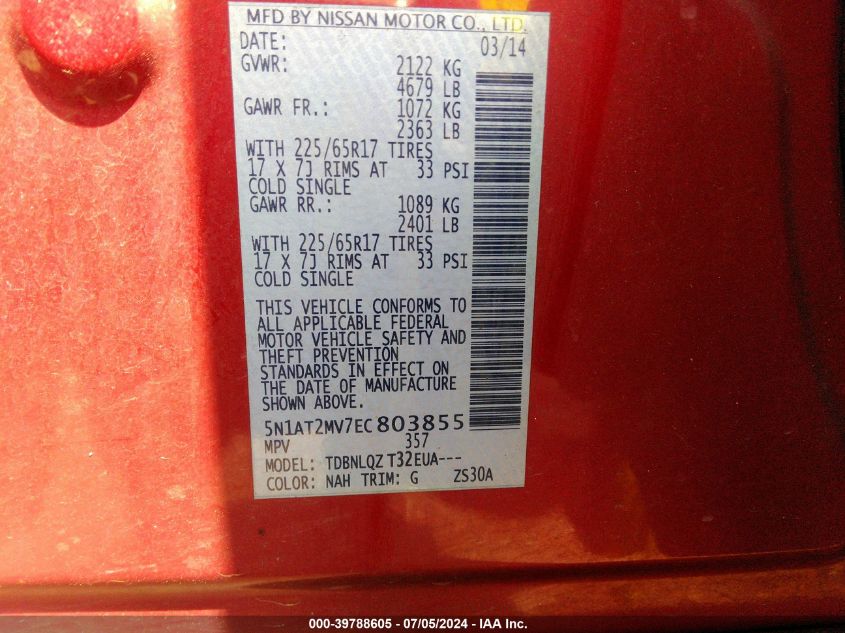 MFD BY NISSAN MOTOR CO., LTD.
DATE: 03/14
GVWR: 2122 KG
4679 LB
GAWR FR.: 1072 KG
2363 LB
WITH 225/65R17 TIRES
17 X 7J RIMS AT 33 PSI
COLD SINGLE
GAWR RR.: 1089 KG
2401 LB
WITH 225/65R17 TIRES
17 X 7J RIMS AT 33 PSI
COLD SINGLE
THIS VEHICLE CONFORMS TO
ALL APPLICABLE FEDERAL
MOTOR VEHICLE SAFETY AND
THEFT PREVENTION
STANDARDS IN EFFECT ON
THE DATE OF MANUFACTURE
SHOWN ABOVE.
5N1AT2MV7EC803855
MPV 357
MODEL: TDBNLQZ T32EUA---
COLOR: NAH TRIM: G ZS30A
000-39788605 - 07/05/2024 - IAA Inc.